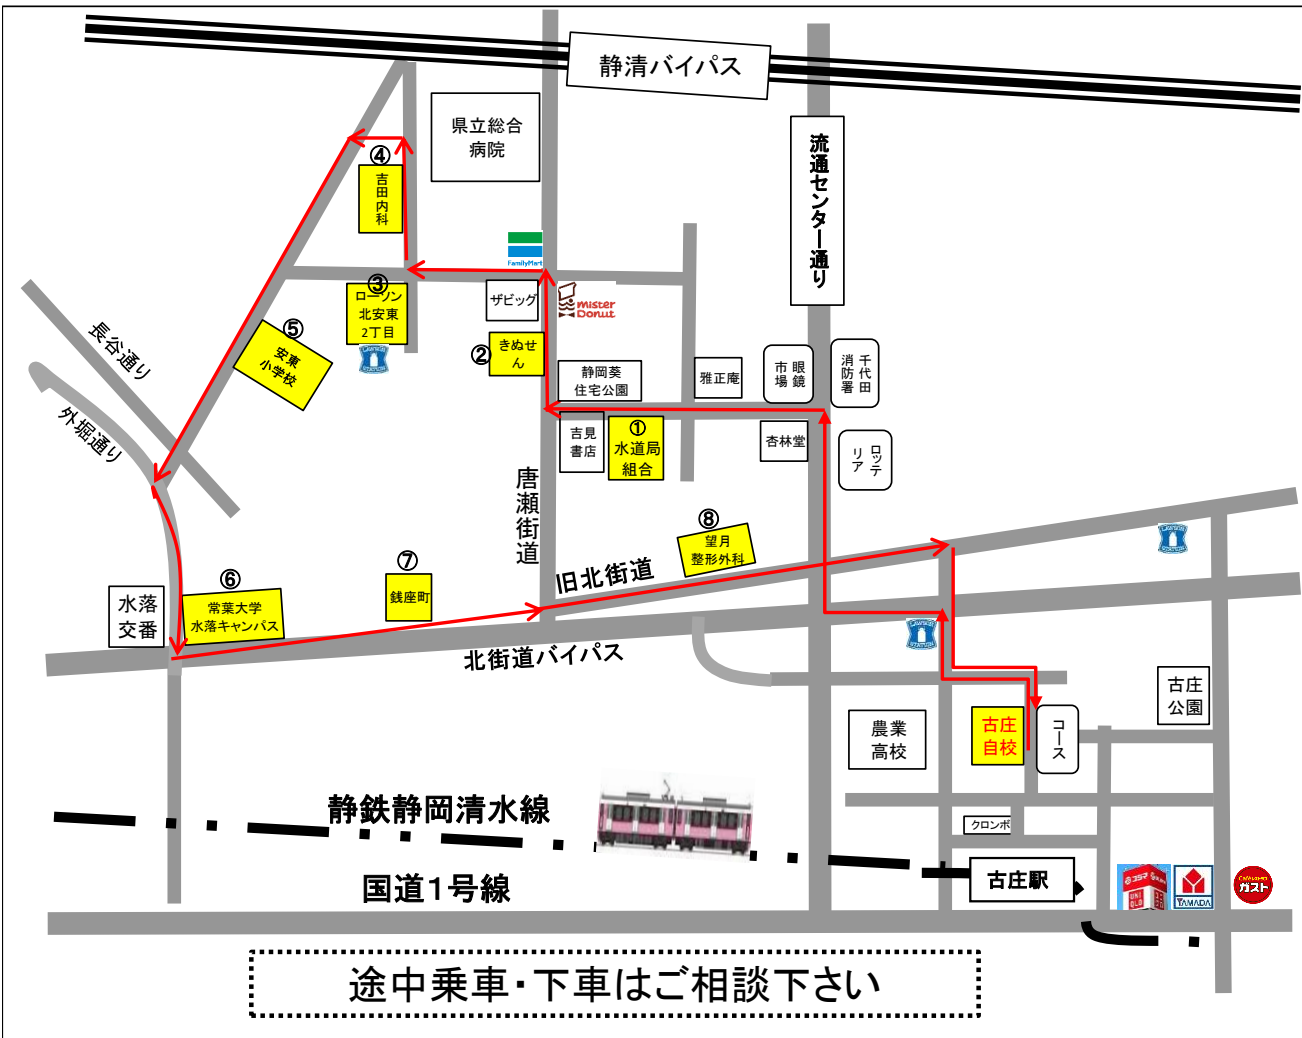 静清バイパス
県立総合
病院
流通センター通り
④
吉田内科
FamilyMart
③
ローソン
北安東
2丁目
ザビッグ
mister
Donut
⑤
安東
小学校
②
きぬせ
ん
長谷通り
外堀通り
静岡葵
住宅公園
雅正庵
眼鏡
市場
千代田
消防署
吉見
書店
①
水道局
組合
杏林堂
ロッテ
リア
唐瀬街道
⑧
望月
整形外科
旧北街道
⑦
銭座町
⑥
常葉大学
水落キャンパス
水落
交番
北街道バイパス
古庄
公園
農業
高校
古庄
自校
コース
静鉄静岡清水線
クロンボ
国道1号線
古庄駅
コジマ
UNI
QLO
YAMADA
ガスト
途中乗車・下車はご相談下さい